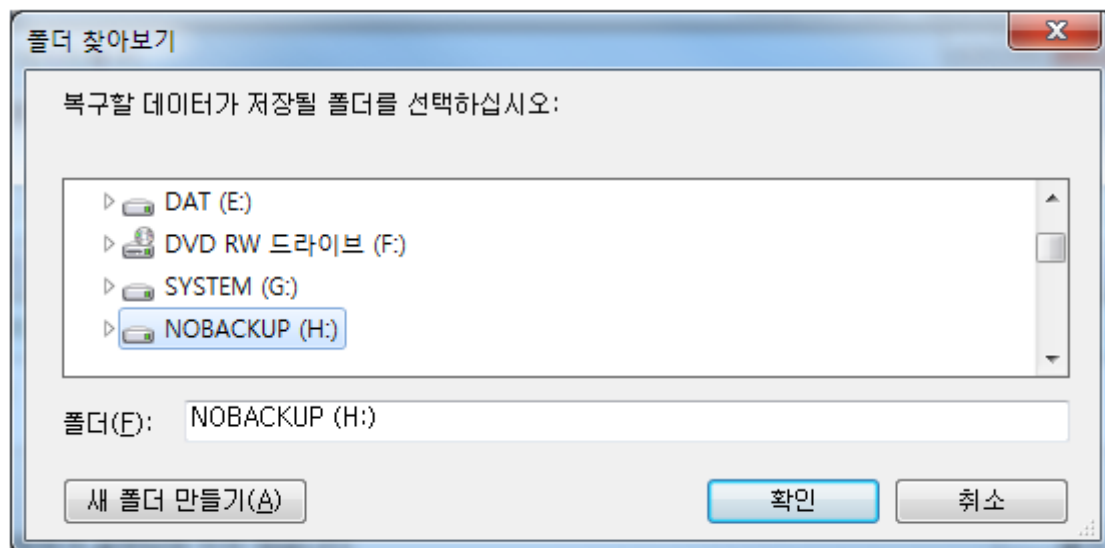 폴더 찾아보기
복구할 데이터가 저장될 폴더를 선택하십시오:
DAT (E:)
DVD RW 드라이브 (F:)
SYSTEM (G:)
NOBACKUP (H:)
폴더(F): NOBACKUP (H:)
새 폴더 만들기(A) 확인 취소